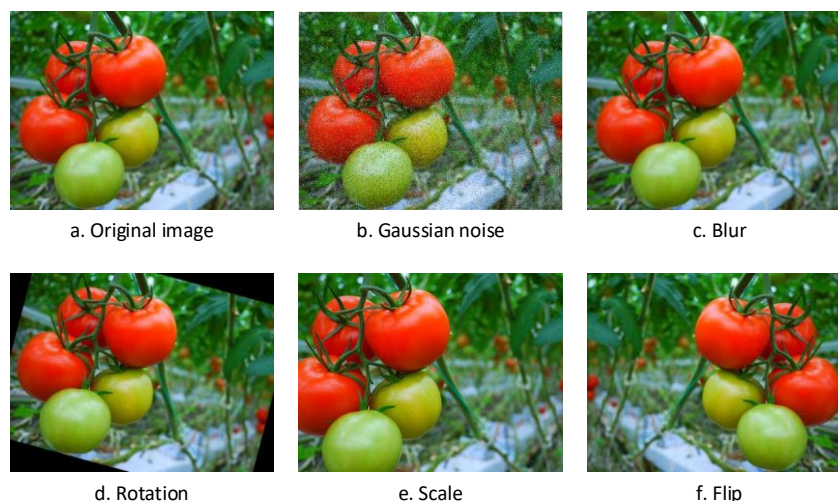 a. Original image
b. Gaussian noise
c. Blur
d. Rotation
e. Scale
f. Flip